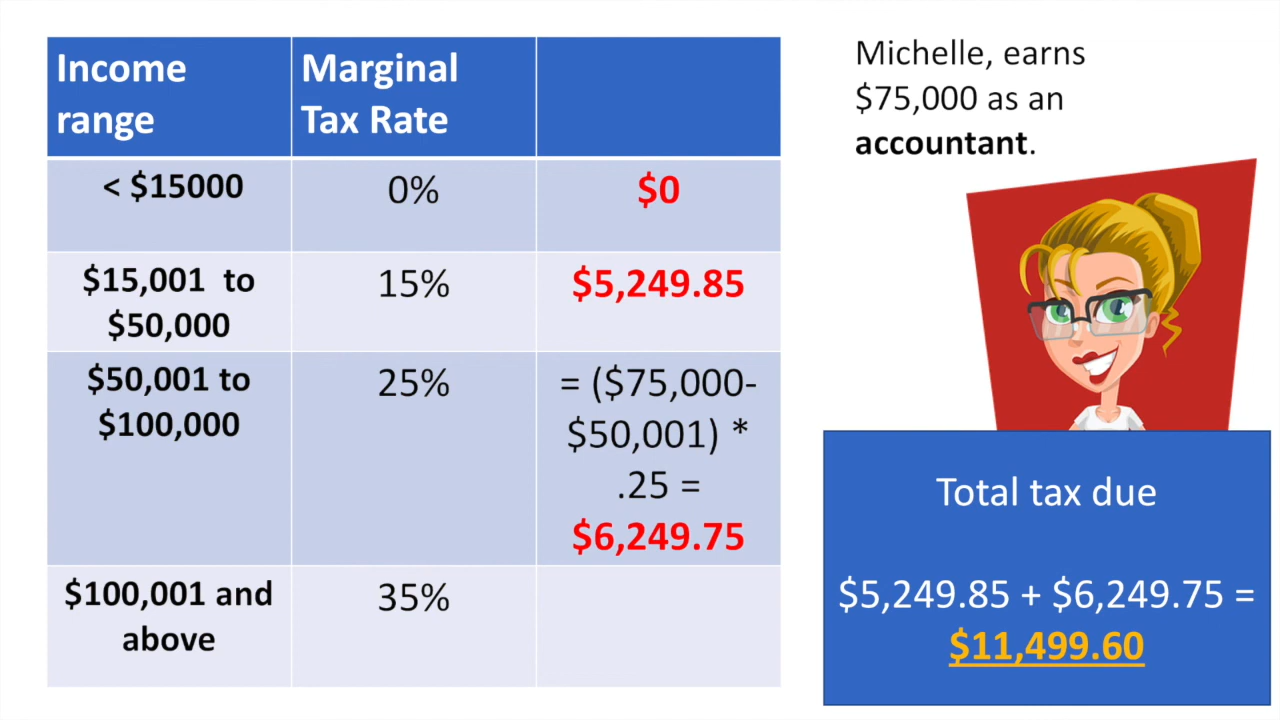 Income
range
Marginal
Tax Rate
< $15000
0%
$0
$15,001 to
$50,000
15%
$5,249.85
$50,001 to
$100,000
25%
= ($75,000-
$50,001) *
.25 =
$6,249.75
$100,001 and
above
35%
Michelle, earns
$75,000 as an
accountant.
Total tax due
$5,249.85 + $6,249.75 =
$11,499.60